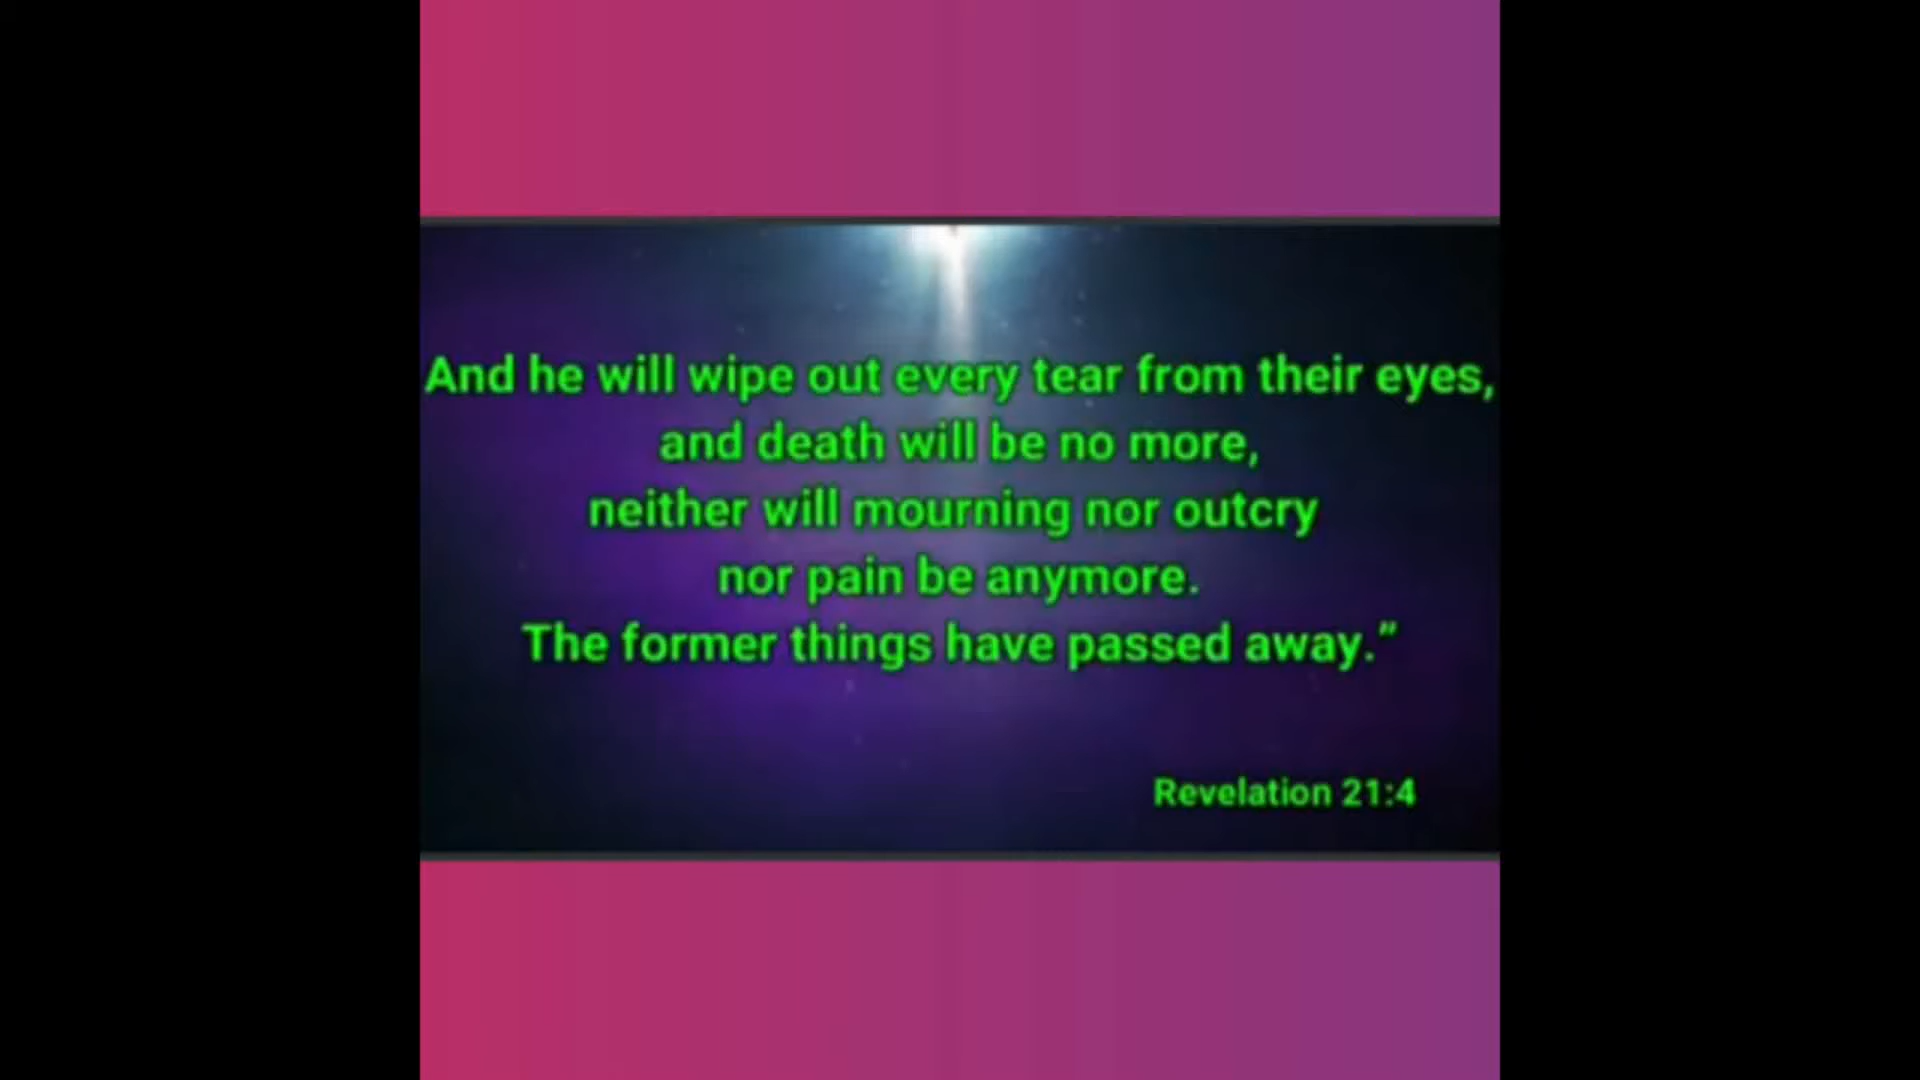 And he will wipe out every tear from their eyes,
and death will be no more,
neither will mourning nor outcry
nor pain be anymore.
The former things have passed away.”
Revelation 21:4